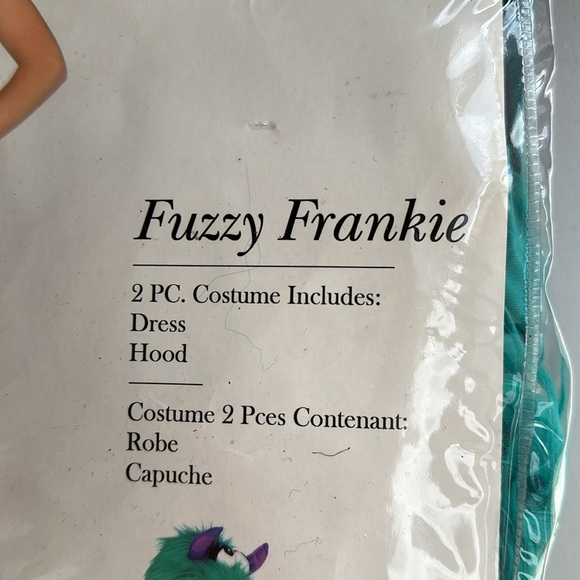 Fuzzy Frankie
2 PC. Costume Includes:
Dress
Hood
Costume 2 Pces Contenant:
Robe
Capuche